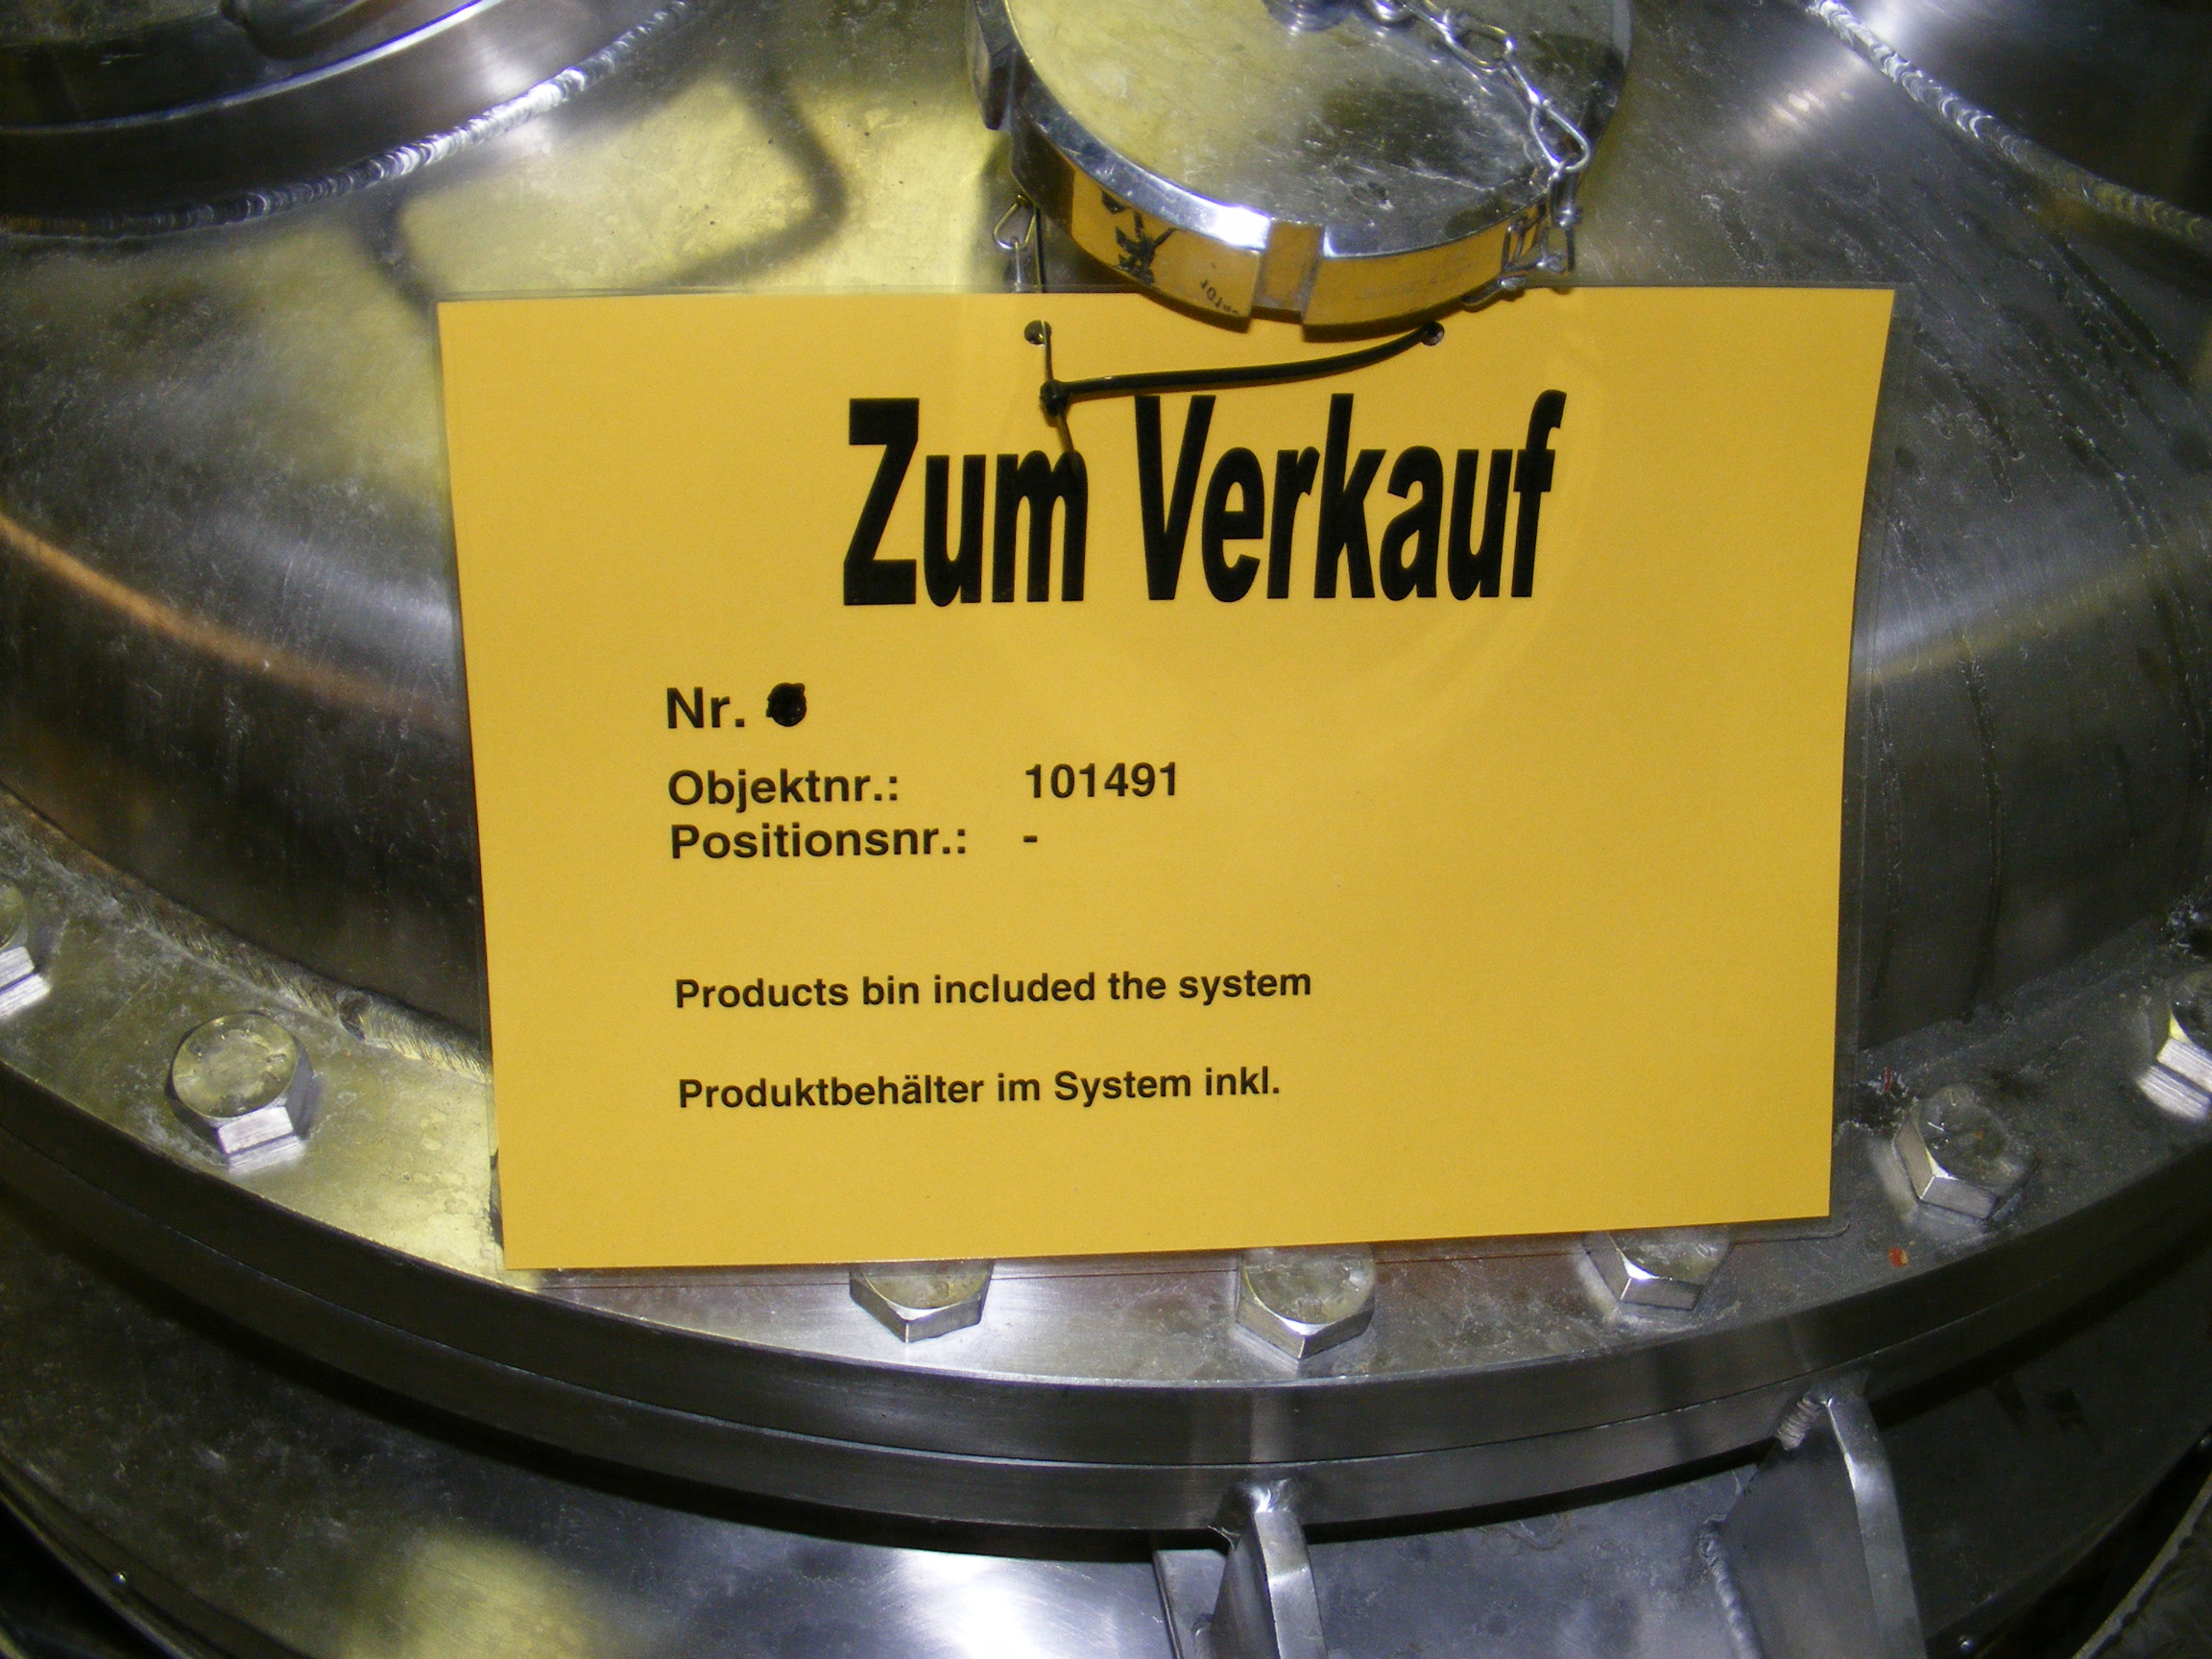 Zum Verkauf
Nr.
Objektnr.: 101491
Positionsnr.: -
Products bin included the system
Produktbehälter im System inkl.